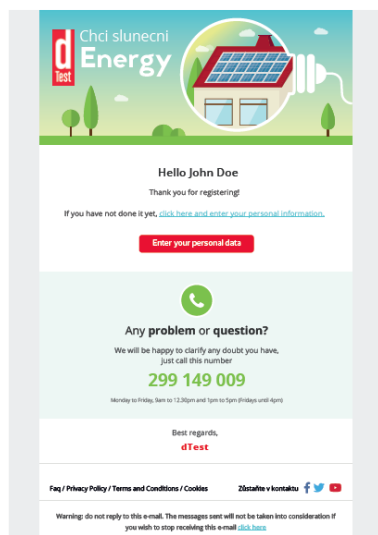 Chci slunecni
Energy
d
Test
Hello John Doe
Thank you for registering!
If you have not done it yet, click here and enter your personal information.
Enter your personal data
Any problem or question?
We will be happy to clarify any doubt you have,
just call this number
299 149 009
Monday to Friday, 9am to 12.30pm and 1pm to 5pm (Fridays until 4pm)
Best regards,
dTest
Faq / Privacy Policy / Terms and Conditions / Cookies
Zůstaňte v kontaktu
Warning: do not reply to this e-mail. The messages sent will not be taken into consideration If
you wish to stop receiving this e-mail click here